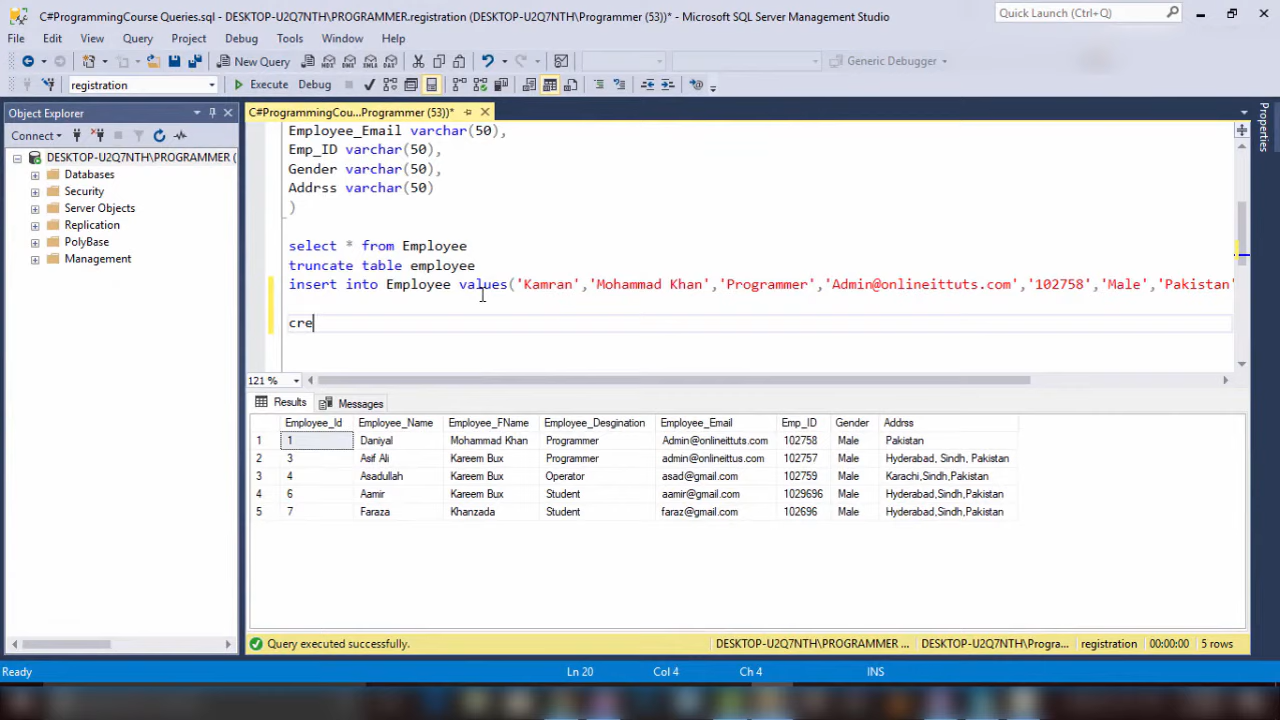 C#ProgrammingCourse Queries.sql - DESKTOP-U2Q7NTH\PROGRAMMER.registration (DESKTOP-U2Q7NTH\Programmer (53))* - Microsoft SQL Server Management Studio
Quick Launch (Ctrl+Q)
File Edit View Query Project Debug Tools Window Help
New Query Generic Debugger
registration Execute Debug
Object Explorer
C#ProgrammingCou...Programmer (53))*
Properties
Connect
DESKTOP-U2Q7NTH\PROGRAMMER (
Databases
Security
Server Objects
Replication
PolyBase
Management
Employee_Email varchar(50),
Emp_ID varchar(50),
Gender varchar(50),
Addrss varchar(50)
)
select * from Employee
truncate table employee
insert into Employee values('Kamran','Mohammad Khan','Programmer','Admin@onlineittuts.com','102758','Male','Pakistan'
cre
121 %
Results Messages
Employee_Id Employee_Name Employee_FName Employee_Desgination Employee_Email Emp_ID Gender Addrss
1 1 Daniyal Mohammad Khan Programmer Admin@onlineittuts.com 102758 Male Pakistan
2 3 Asif Ali Kareem Bux Programmer admin@onlineittus.com 102757 Male Hyderabad, Sindh, Pakistan
3 4 Asadullah Kareem Bux Operator asad@gmail.com 102759 Male Karachi,Sindh,Pakistan
4 6 Aamir Kareem Bux Student aamir@gmail.com 1029696 Male Hyderabad,Sindh,Pakistan
5 7 Faraza Khanzada Student faraz@gmail.com 102696 Male Hyderabad,Sindh,Pakistan
Query executed successfully. DESKTOP-U2Q7NTH\PROGRAMMER ... DESKTOP-U2Q7NTH\Progra... registration 00:00:00 5 rows
Ready Ln 20 Col 4 Ch 4 INS